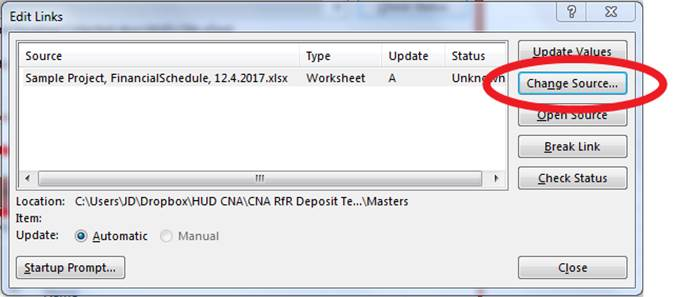 Edit Links
Source Type Update Status
Sample Project, FinancialSchedule, 12.4.2017.xlsx Worksheet A Unknown
Update Values
Change Source...
Open Source
Break Link
Check Status
Location: C:\Users\JD\Dropbox\HUD CNA\CNA RfR Deposit Te...\Masters
Item:
Update: Automatic Manual
Startup Prompt... Close